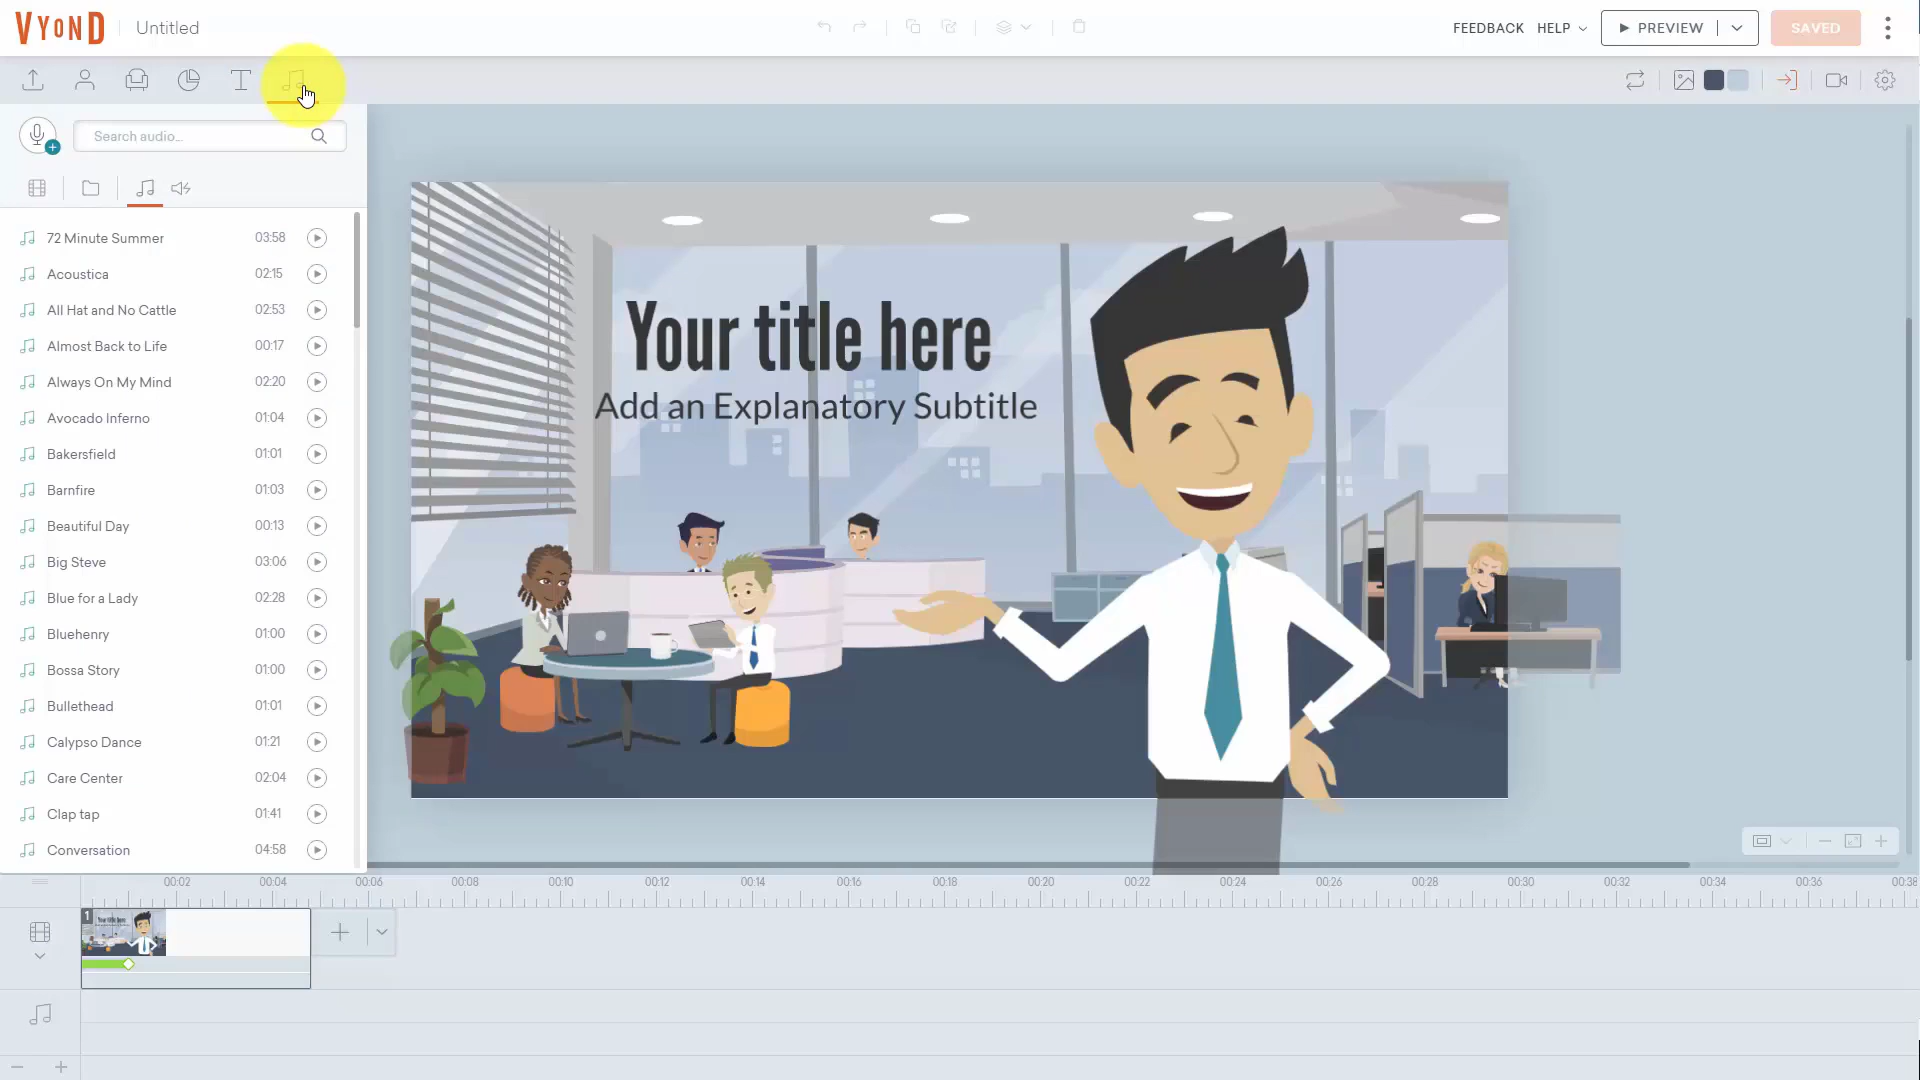 VYOND
Untitled
FEEDBACK
HELP
PREVIEW
SAVED
Search audio...
72 Minute Summer 03:58
Acoustica 02:15
All Hat and No Cattle 02:53
Almost Back to Life 00:17
Always On My Mind 02:20
Avocado Inferno 01:04
Bakersfield 01:01
Barnfire 01:03
Beautiful Day 00:13
Big Steve 03:06
Blue for a Lady 02:28
Bluehenry 01:00
Bossa Story 01:00
Bullethead 01:01
Calypso Dance 01:21
Care Center 02:04
Clap tap 01:41
Conversation 04:58
Your title here
Add an Explanatory Subtitle
00:02 00:04 00:06 00:08 00:10 00:12 00:14 00:16 00:18 00:20 00:22 00:24 00:26 00:28 00:30 00:32 00:34 00:36 00:38
1
Your title here